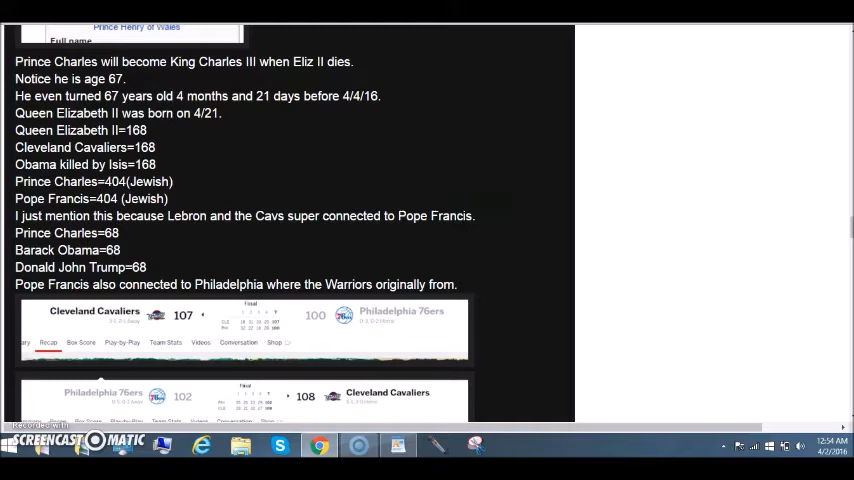 Prince Henry of Wales
Full name
Prince Charles will become King Charles III when Eliz II dies.
Notice he is age 67.
He even turned 67 years old 4 months and 21 days before 4/4/16.
Queen Elizabeth II was born on 4/21.
Queen Elizabeth II=168
Cleveland Cavaliers=168
Obama killed by Isis=168
Prince Charles=404(Jewish)
Pope Francis=404 (Jewish)
I just mention this because Lebron and the Cavs super connected to Pope Francis.
Prince Charles=68
Barack Obama=68
Donald John Trump=68
Pope Francis also connected to Philadelphia where the Warriors originally from.
Final
Cleveland Cavaliers 107 100 Philadelphia 76ers
ary Recap Box Score Play-by-Play Team Stats Videos Conversation Shop
Final
Philadelphia 76ers 102 108 Cleveland Cavaliers
Recorded with
SCREENCAST-O-MATIC
12:54 AM
4/2/2016